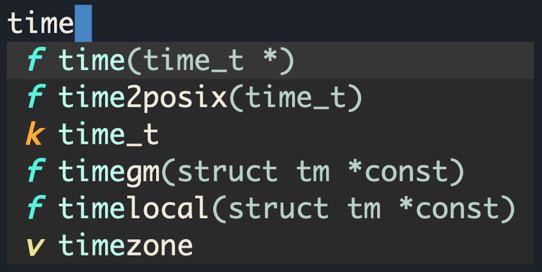 time
f time(time_t *)
f time2posix(time_t)
k time_t
f timegm(struct tm *const)
f timelocal(struct tm *const)
v timezone